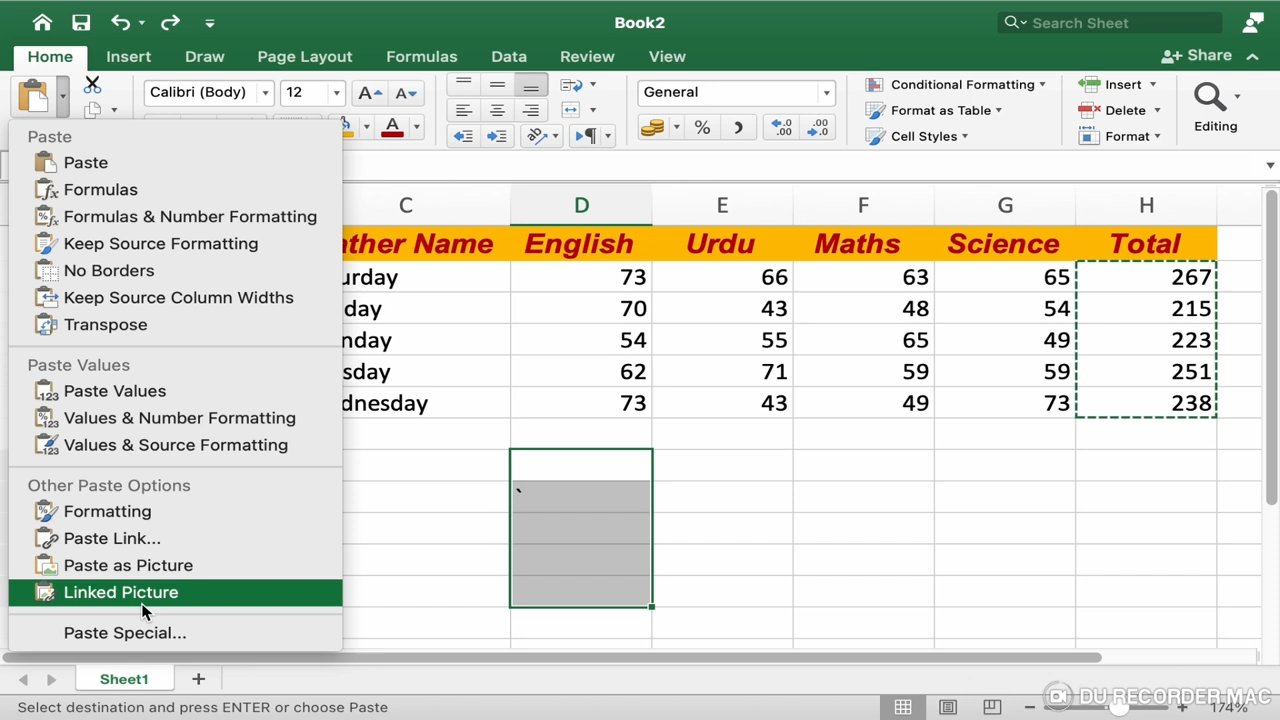 Book2
Search Sheet
Home Insert Draw Page Layout Formulas Data Review View Share
Calibri (Body) 12 General Conditional Formatting Insert
Format as Table Delete
Cell Styles Format
Editing
Paste
Paste
Formulas
Formulas & Number Formatting
Keep Source Formatting
No Borders
Keep Source Column Widths
Transpose
Paste Values
Paste Values
Values & Number Formatting
Values & Source Formatting
Other Paste Options
Formatting
Paste Link...
Paste as Picture
Linked Picture
Paste Special...
C D E F G H
ather Name English Urdu Maths Science Total
urday 73 66 63 65 267
day 70 43 48 54 215
nday 54 55 65 49 223
sday 62 71 59 59 251
dnesday 73 43 49 73 238
`
Sheet1
Select destination and press ENTER or choose Paste
DU RECORDER MAC
174%